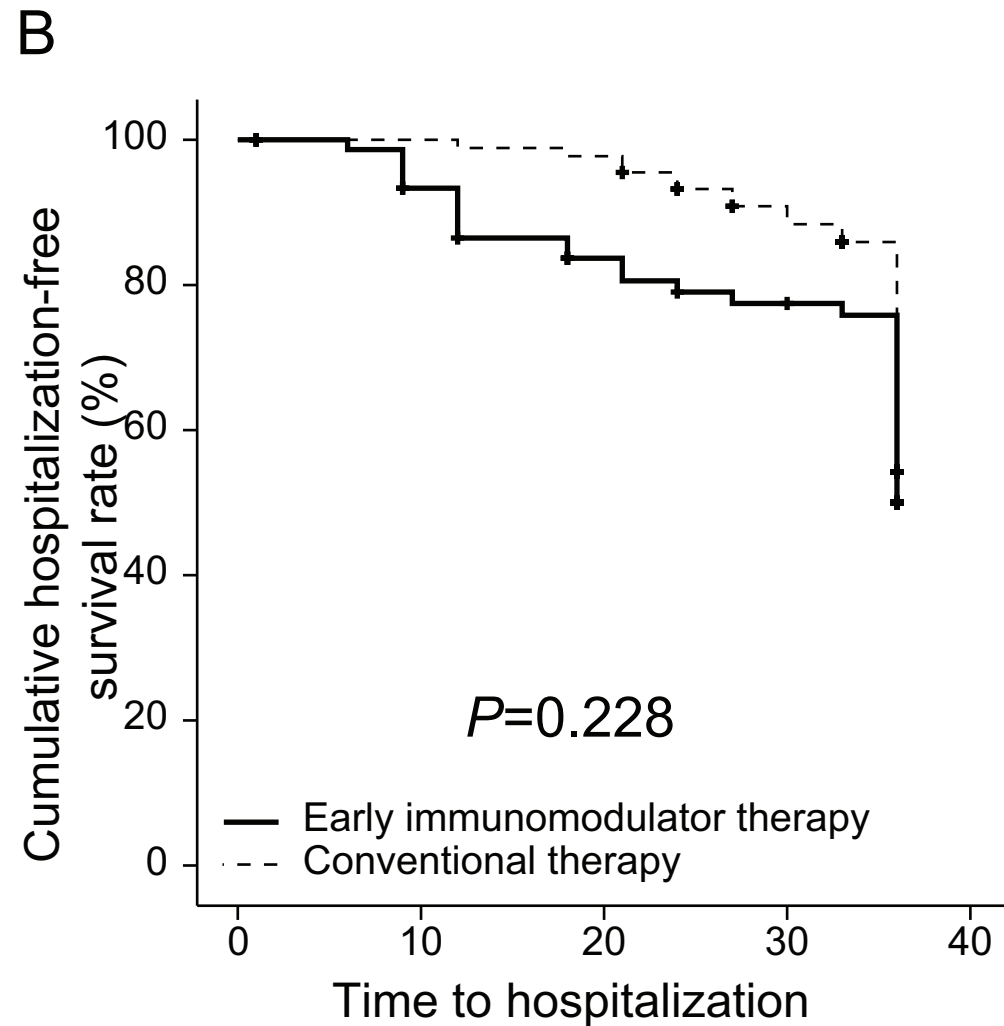 B
Cumulative hospitalization-free
survival rate (%)
100
80
60
40
20
0
P=0.228
Early immunomodulator therapy
Conventional therapy
0 10 20 30 40
Time to hospitalization